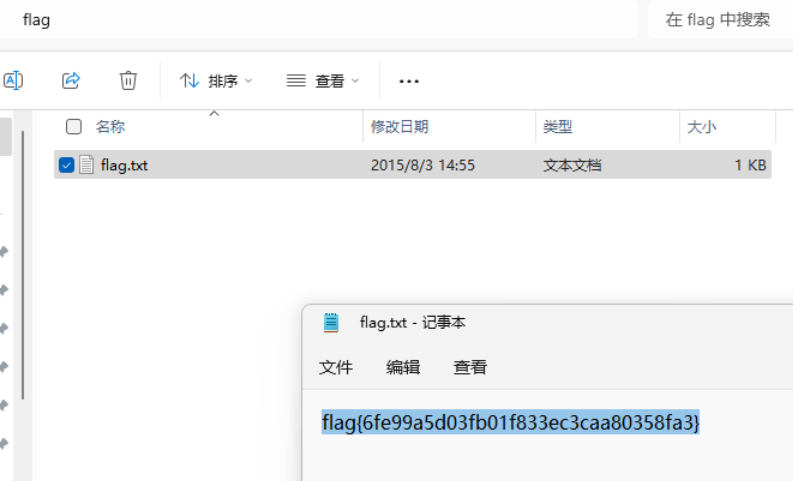 flag
在 flag 中搜索
排序
查看
名称
修改日期
类型
大小
flag.txt
2015/8/3 14:55
文本文档
1 KB
flag.txt - 记事本
文件
编辑
查看
flag{6fe99a5d03fb01f833ec3caa80358fa3}